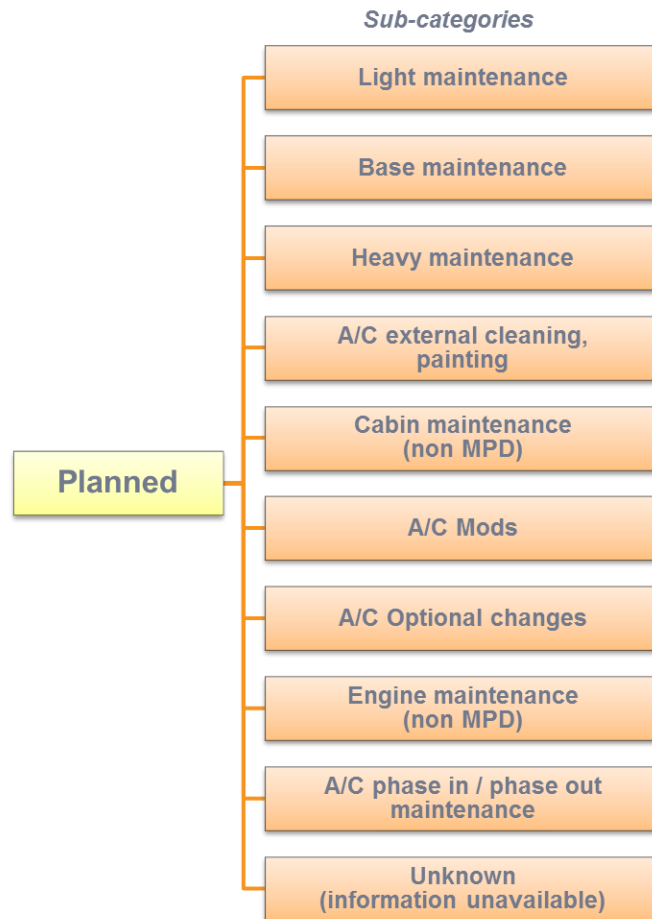 Sub-categories
Light maintenance
Base maintenance
Heavy maintenance
A/C external cleaning,
painting
Cabin maintenance
(non MPD)
Planned
A/C Mods
A/C Optional changes
Engine maintenance
(non MPD)
A/C phase in / phase out
maintenance
Unknown
(information unavailable)